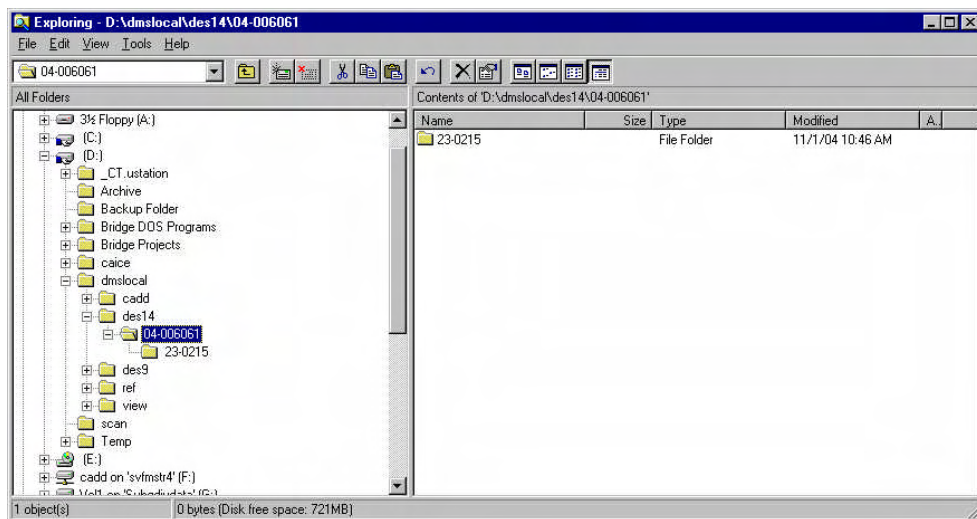 Exploring - D:\dmslocal\des14\04-006061
File Edit View Tools Help
04-006061
All Folders
Contents of 'D:\dmslocal\des14\04-006061'
3½ Floppy (A:)
(C:)
(D:)
_CT.ustation
Archive
Backup Folder
Bridge DOS Programs
Bridge Projects
caice
dmslocal
cadd
des14
04-006061
23-0215
des9
ref
view
scan
Temp
(E:)
cadd on 'svfmstr4' (F:)
Name Size Type Modified A..
23-0215 File Folder 11/1/04 10:46 AM
1 object(s) 0 bytes (Disk free space: 721MB)